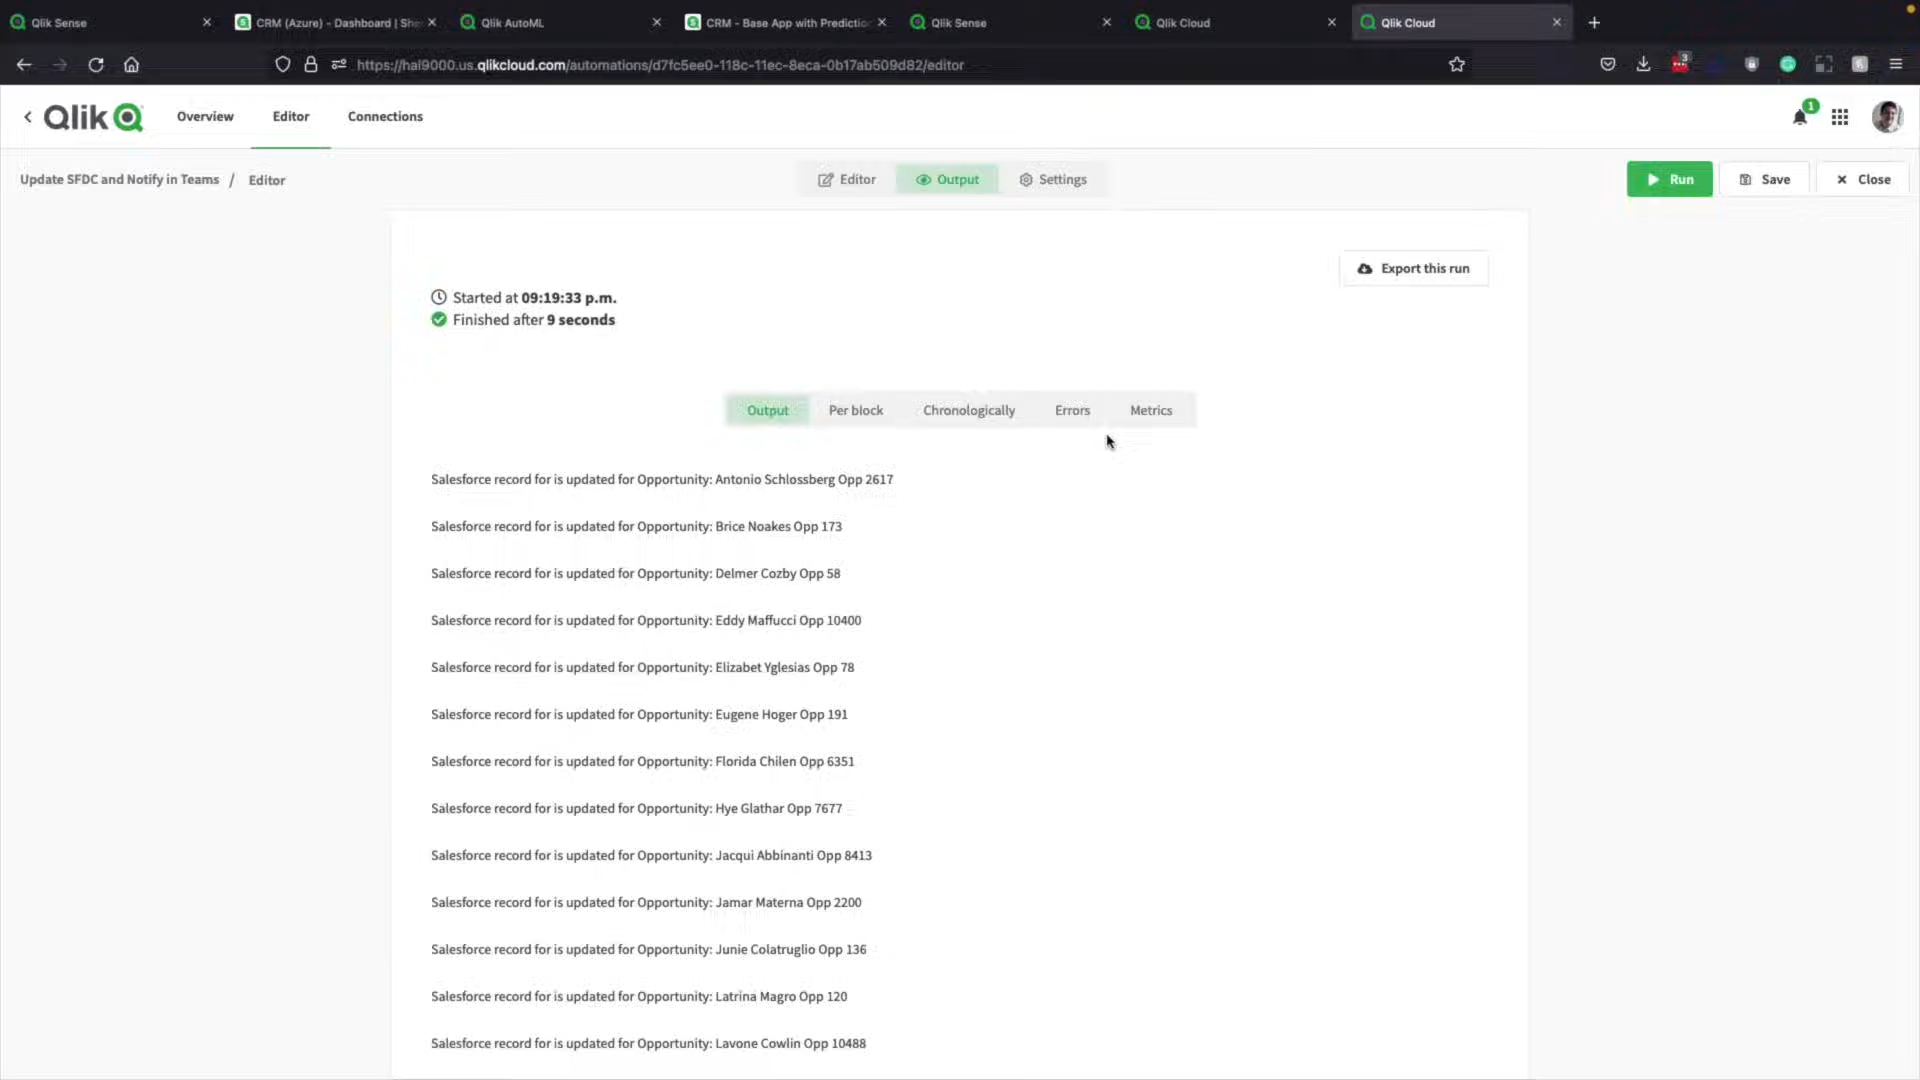 Qlik Sense
CRM (Azure) - Dashboard | She
Qlik AutoML
CRM - Base App with Predictio
Qlik Sense
Qlik Cloud
Qlik Cloud
https://hal9000.us.qlikcloud.com/automations/d7fc5ee0-118c-11ec-8eca-0b17ab509d82/editor
3
Qlik
Overview
Editor
Connections
1
Update SFDC and Notify in Teams / Editor
Editor
Output
Settings
Run
Save
Close
Export this run
Started at 09:19:33 p.m.
Finished after 9 seconds
Output
Per block
Chronologically
Errors
Metrics
Salesforce record for is updated for Opportunity: Antonio Schlossberg Opp 2617
Salesforce record for is updated for Opportunity: Brice Noakes Opp 173
Salesforce record for is updated for Opportunity: Delmer Cozby Opp 58
Salesforce record for is updated for Opportunity: Eddy Maffucci Opp 10400
Salesforce record for is updated for Opportunity: Elizabet Yglesias Opp 78
Salesforce record for is updated for Opportunity: Eugene Hoger Opp 191
Salesforce record for is updated for Opportunity: Florida Chilen Opp 6351
Salesforce record for is updated for Opportunity: Hye Glathar Opp 7677
Salesforce record for is updated for Opportunity: Jacqui Abbinanti Opp 8413
Salesforce record for is updated for Opportunity: Jamar Materna Opp 2200
Salesforce record for is updated for Opportunity: Junie Colatruglio Opp 136
Salesforce record for is updated for Opportunity: Latrina Magro Opp 120
Salesforce record for is updated for Opportunity: Lavone Cowlin Opp 10488